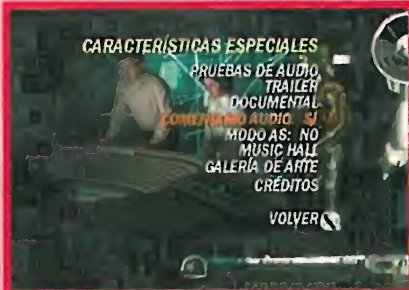 CARACTERÍSTICAS ESPECIALES
PRUEBAS DE AUDIO
TRAILER
DOCUMENTAL
COMENTARIO AUDIO: SÍ
MODO AS: NO
MUSIC HALL
GALERÍA DE ARTE
CRÉDITOS
VOLVER